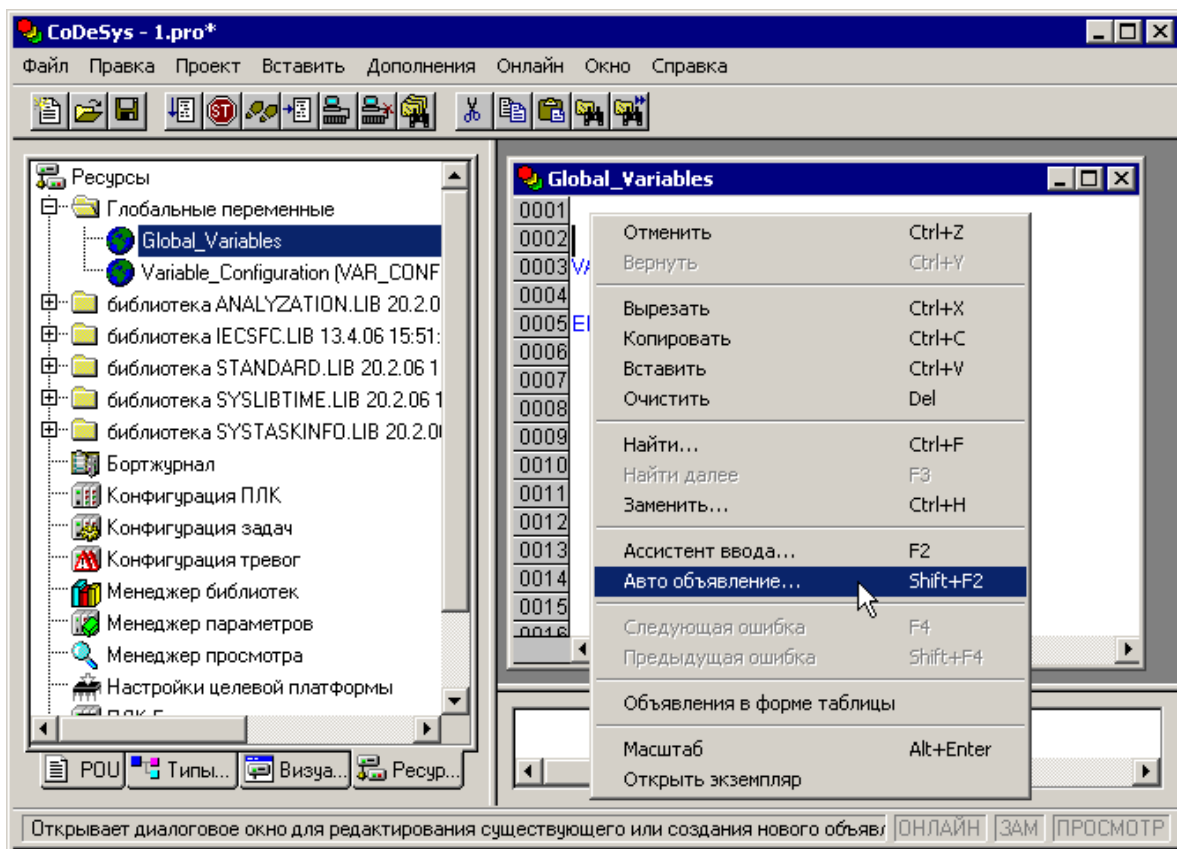 CoDeSys - 1.pro*
Файл Правка Проект Вставить Дополнения Онлайн Окно Справка
ST
Ресурсы
Глобальные переменные
Global_Variables
Variable_Configuration (VAR_CONF
библиотека ANALYZATION.LIB 20.2.0
библиотека IECSFC.LIB 13.4.06 15:51:
библиотека STANDARD.LIB 20.2.06 1
библиотека SYSLIBTIME.LIB 20.2.06 1
библиотека SYSTASKINFO.LIB 20.2.0
Бортжурнал
Конфигурация ПЛК
Конфигурация задач
Конфигурация тревог
Менеджер библиотек
Менеджер параметров
Менеджер просмотра
Настройки целевой платформы
POU Типы... Визуа... Ресур...
Global_Variables
0001
0002
0003 VA
0004
0005 E
0006
0007
0008
0009
0010
0011
0012
0013
0014
0015
0016
Отменить Ctrl+Z
Вернуть Ctrl+Y
Вырезать Ctrl+X
Копировать Ctrl+C
Вставить Ctrl+V
Очистить Del
Найти... Ctrl+F
Найти далее F3
Заменить... Ctrl+H
Ассистент ввода... F2
Авто объявление... Shift+F2
Следующая ошибка F4
Предыдущая ошибка Shift+F4
Объявления в форме таблицы
Масштаб Alt+Enter
Открыть экземпляр
Открывает диалоговое окно для редактирования существующего или создания нового объяв ОНЛАЙН ЗАМ ПРОСМОТР